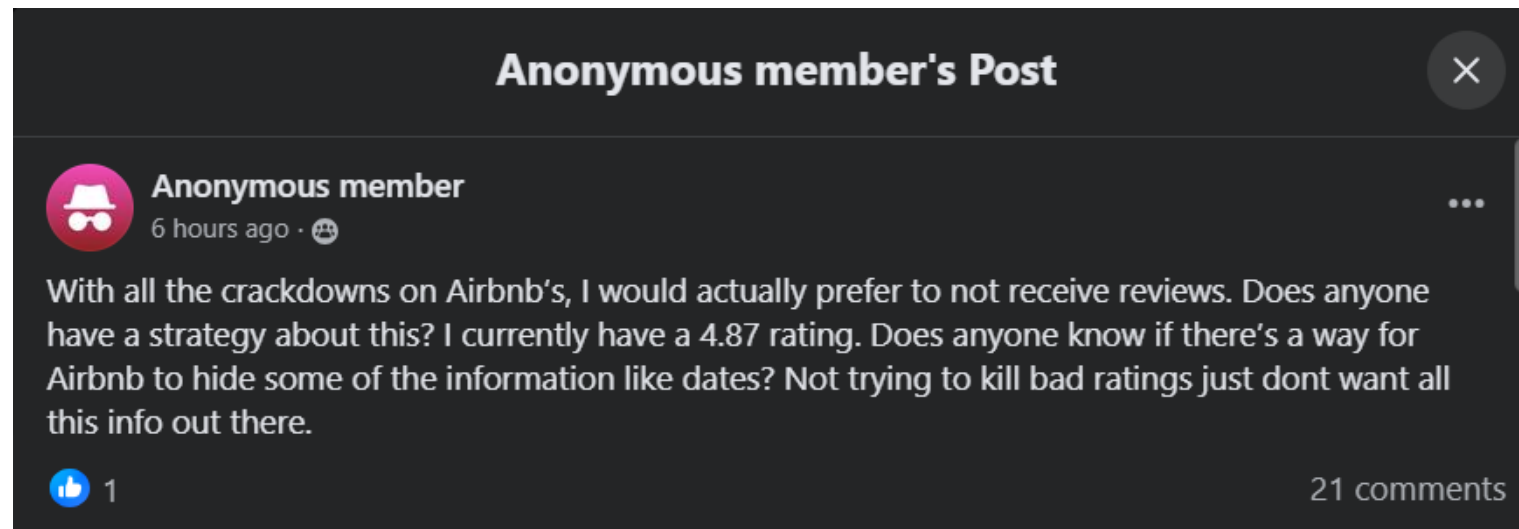 Anonymous member's Post
Anonymous member
6 hours ago ·
With all the crackdowns on Airbnb‘s, I would actually prefer to not receive reviews. Does anyone
have a strategy about this? I currently have a 4.87 rating. Does anyone know if there’s a way for
Airbnb to hide some of the information like dates? Not trying to kill bad ratings just dont want all
this info out there.
1
21 comments